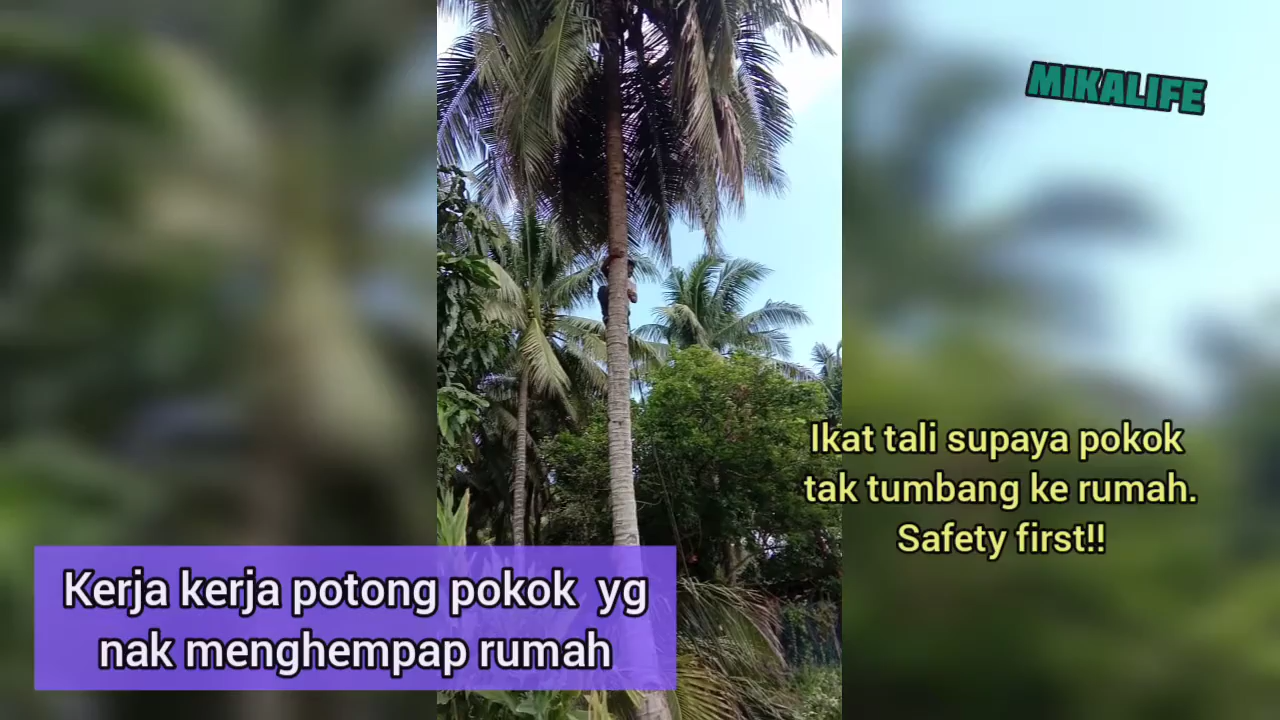 MIKALIFE
Ikat tali supaya pokok
tak tumbang ke rumah.
Safety first!!
Kerja kerja potong pokok yg
nak menghempap rumah